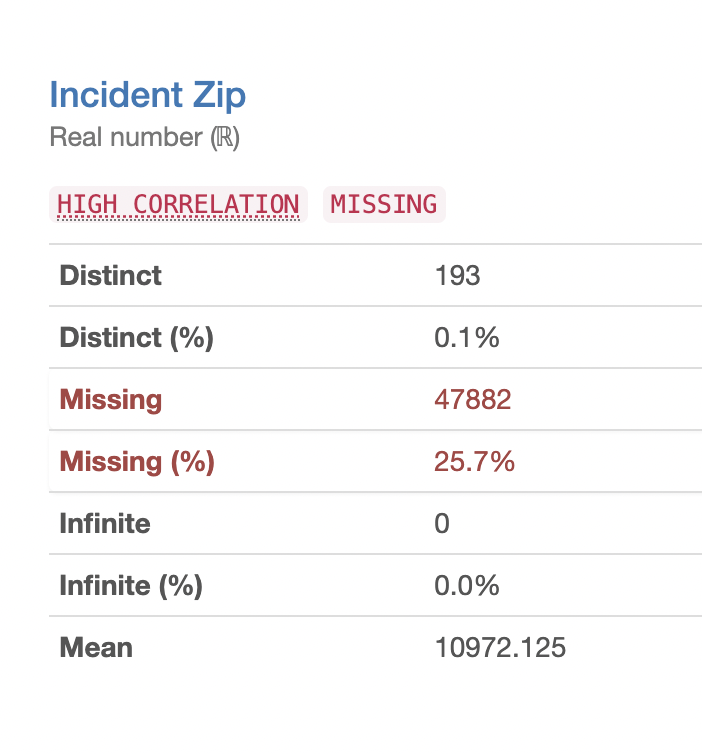 Incident Zip
Real number (ℝ)
HIGH CORRELATION MISSING
Distinct 193
Distinct (%) 0.1%
Missing 47882
Missing (%) 25.7%
Infinite 0
Infinite (%) 0.0%
Mean 10972.125